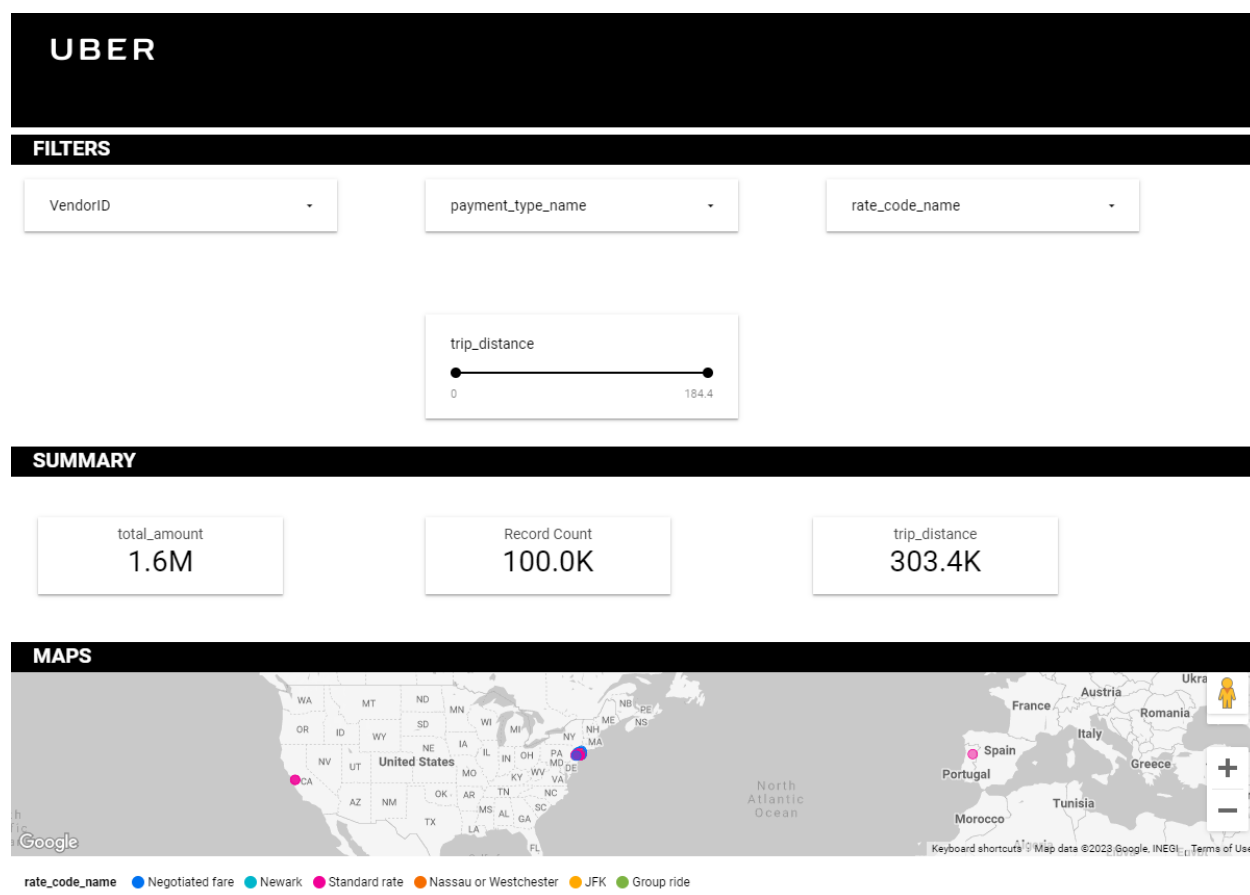 UBER
FILTERS
VendorID
payment_type_name
rate_code_name
trip_distance
0 184.4
SUMMARY
total_amount
1.6M
Record Count
100.0K
trip_distance
303.4K
MAPS
WA
MT
ND
MN
OR
ID
WY
SD
WI
MI
NY
NH
ME
NB
PE
NS
MA
NV
UT
NE
IA
IL
IN
OH
PA
MD
DE
United States
CA
MO
KY
WV
VA
AZ
NM
OK
AR
TN
NC
MS
AL
GA
SC
TX
LA
FL
North
Atlantic
Ocean
Ukra
Austria
France
Romania
Italy
Spain
Portugal
Greece
Tunisia
Morocco
Google
Keyboard shortcuts Map data ©2023 Google, INEGI Terms of Use
rate_code_name Negotiated fare Newark Standard rate Nassau or Westchester JFK Group ride